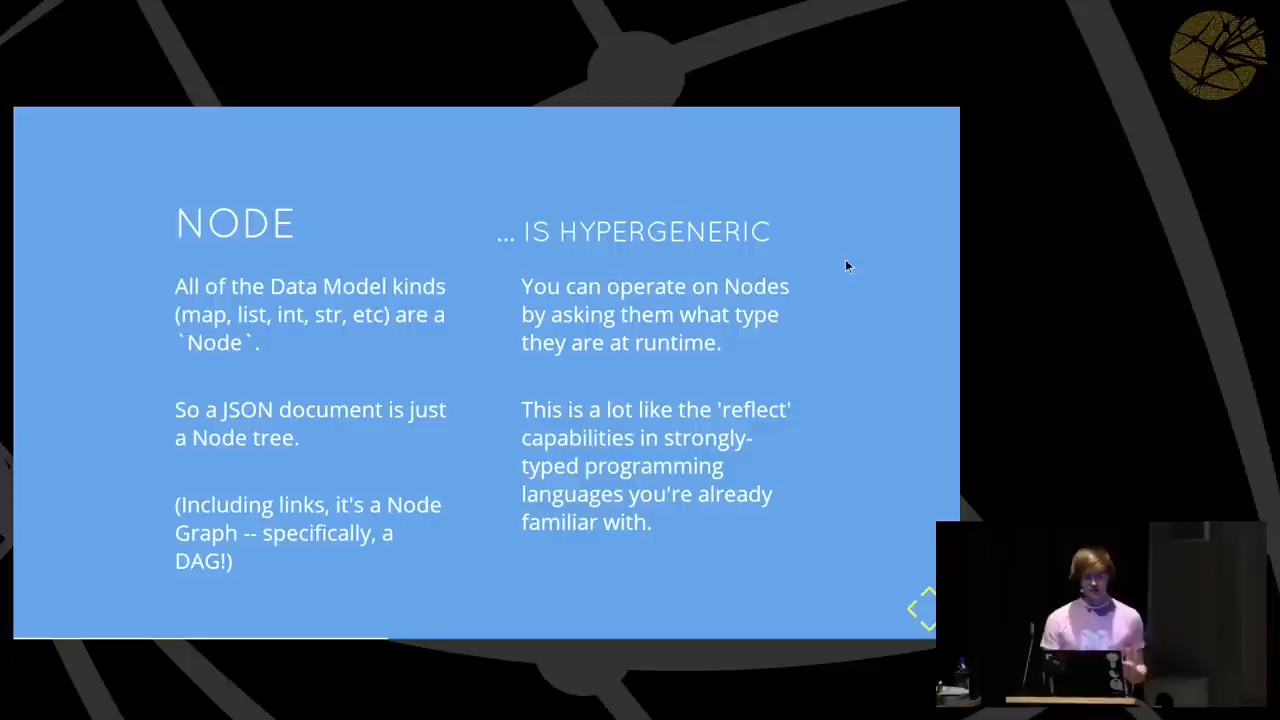 NODE
All of the Data Model kinds
(map, list, int, str, etc) are a
`Node`.
So a JSON document is just
a Node tree.
(Including links, it's a Node
Graph -- specifically, a
DAG!)
... IS HYPERGENERIC
You can operate on Nodes
by asking them what type
they are at runtime.
This is a lot like the 'reflect'
capabilities in strongly-
typed programming
languages you're already
familiar with.